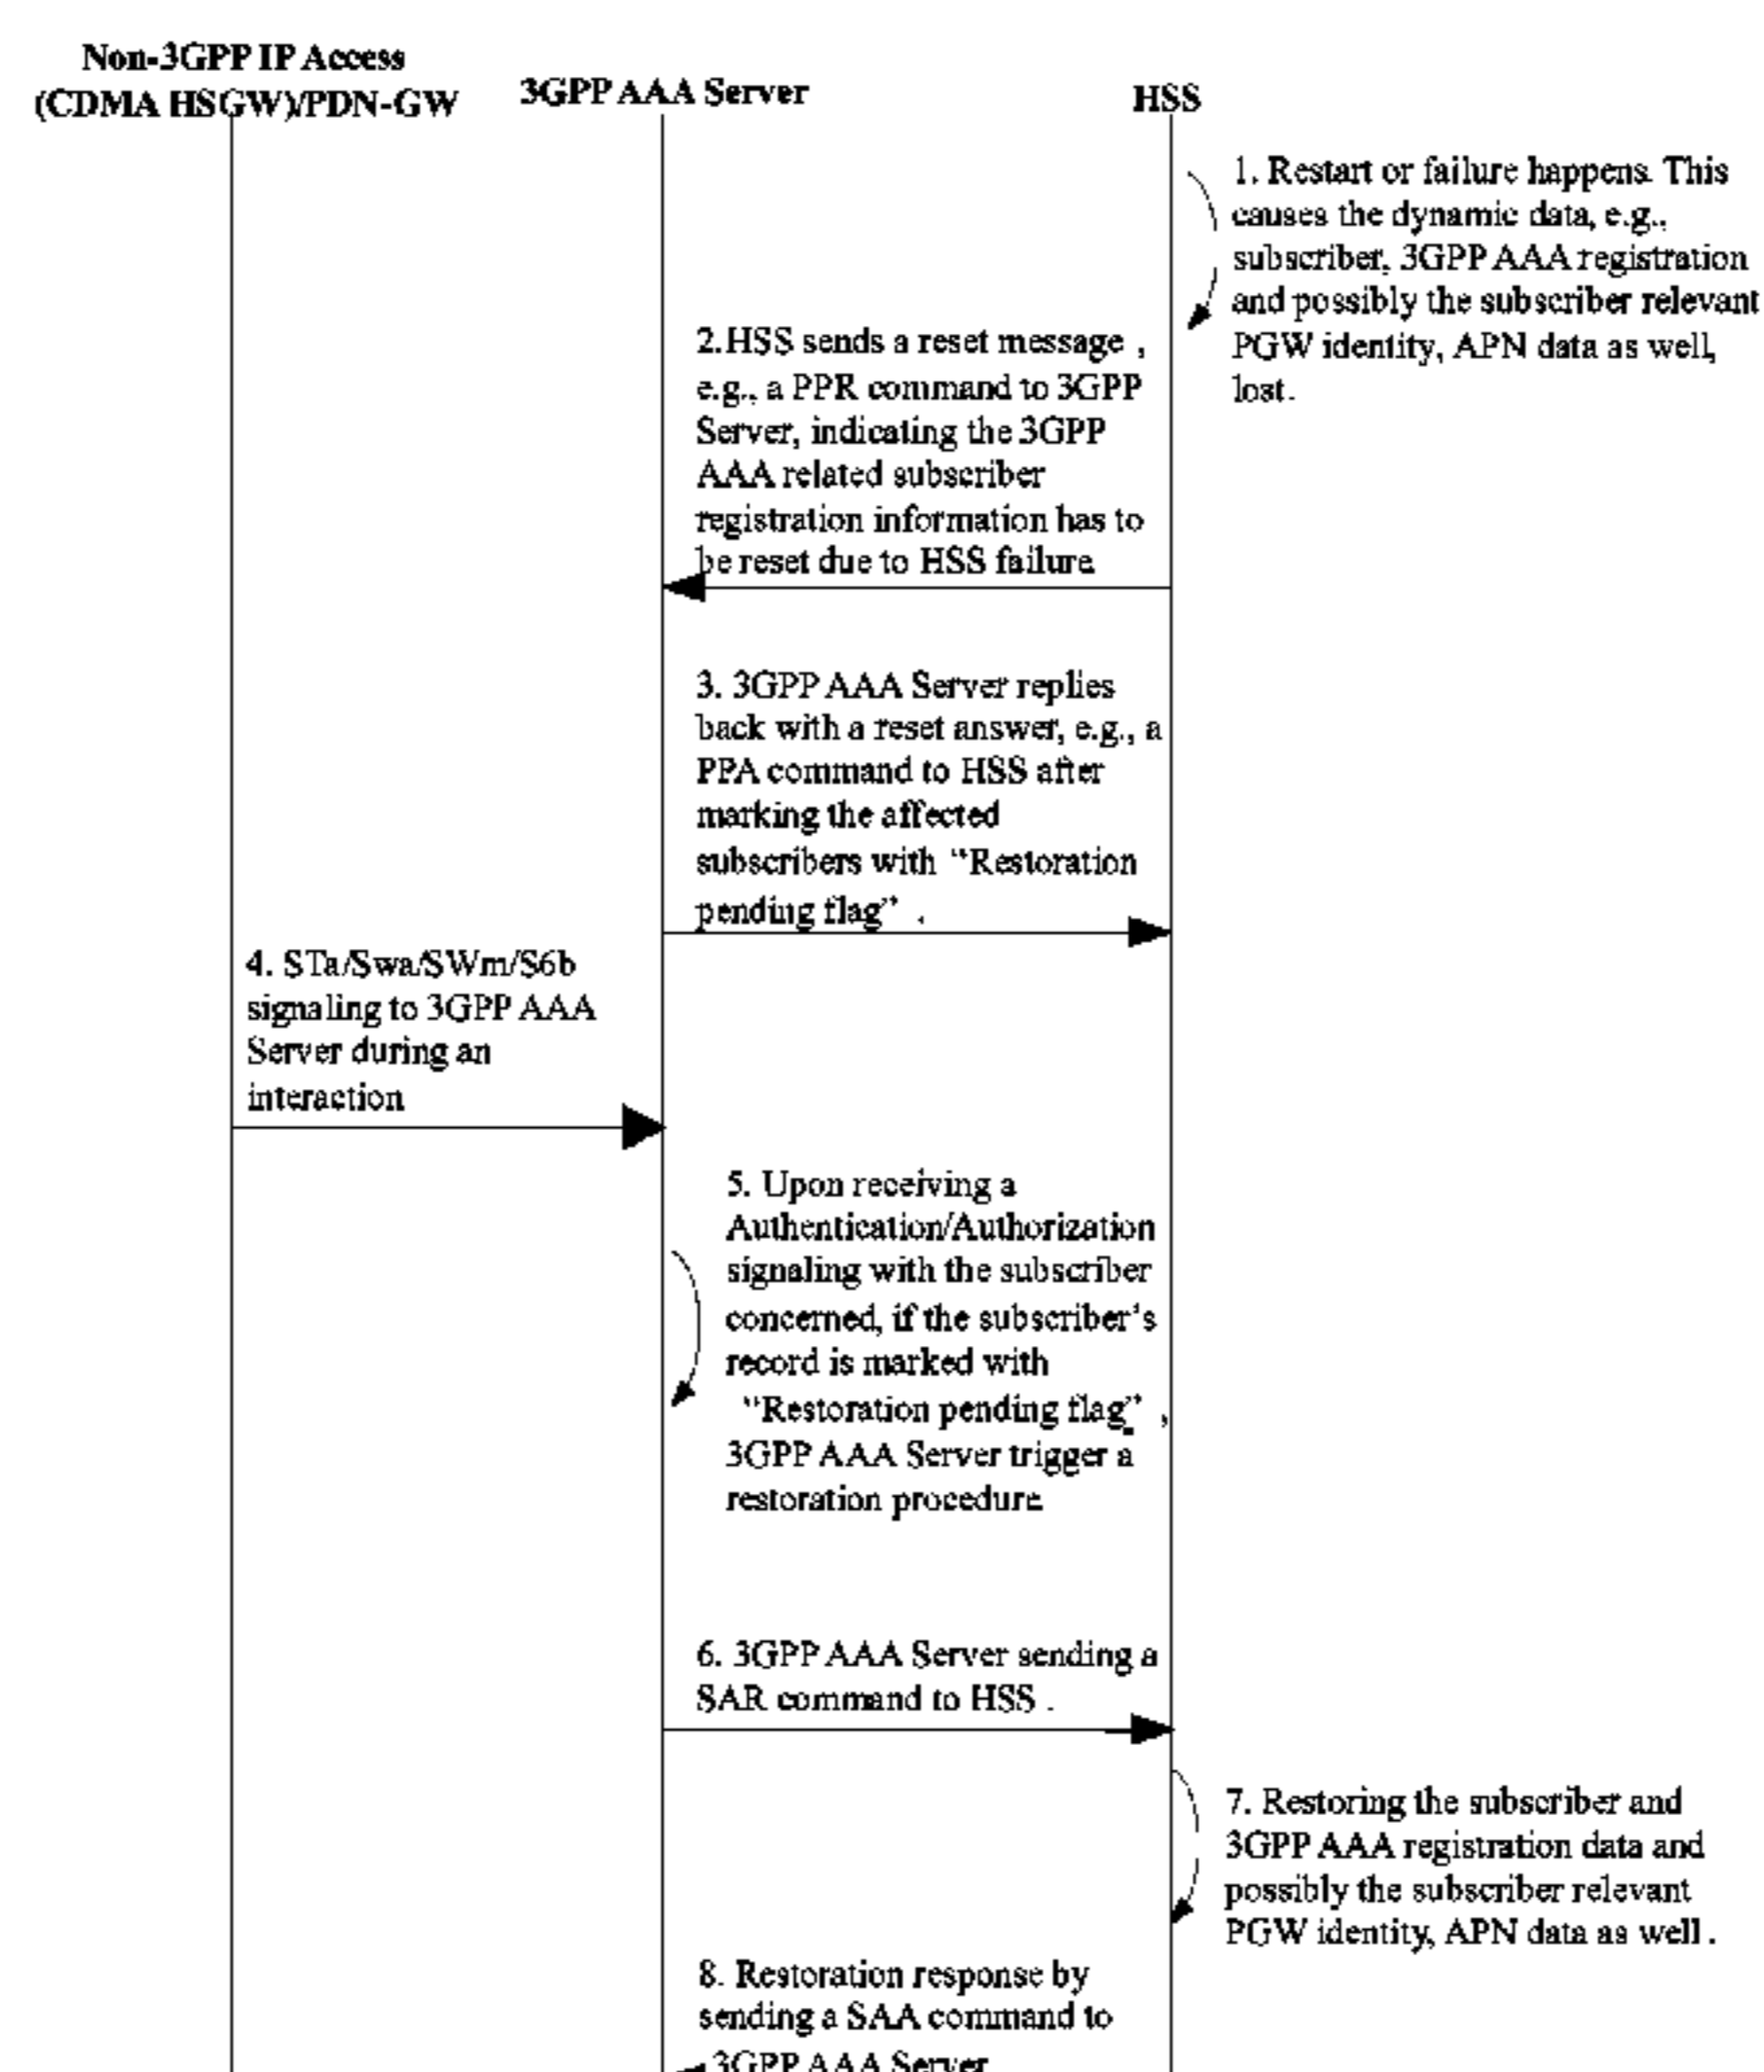 Non-3GPP IP Access
(CDMA HSGW)/PDN-GW
3GPP AAA Server
HSS
1. Restart or failure happens. This
causes the dynamic data, e.g.,
subscriber, 3GPP AAA registration
and possibly the subscriber relevant
PGW identity, APN data as well,
lost.
2.HSS sends a reset message ,
e.g., a PPR command to 3GPP
Server, indicating the 3GPP
AAA related subscriber
registration information has to
be reset due to HSS failure
3. 3GPP AAA Server replies
back with a reset answer, e.g., a
PPA command to HSS after
marking the affected
subscribers with “Restoration
pending flag” .
4. STa/Swa/SWm/S6b
signaling to 3GPP AAA
Server during an
interaction
5. Upon receiving a
Authentication/Authorization
signaling with the subscriber
concerned, if the subscriber's
record is marked with
“Restoration pending flag” ,
3GPP AAA Server trigger a
restoration procedure
6. 3GPP AAA Server sending a
SAR command to HSS .
7. Restoring the subscriber and
3GPP AAA registration data and
possibly the subscriber relevant
PGW identity, APN data as well .
8. Restoration response by
sending a SAA command to
3GPP AAA Server